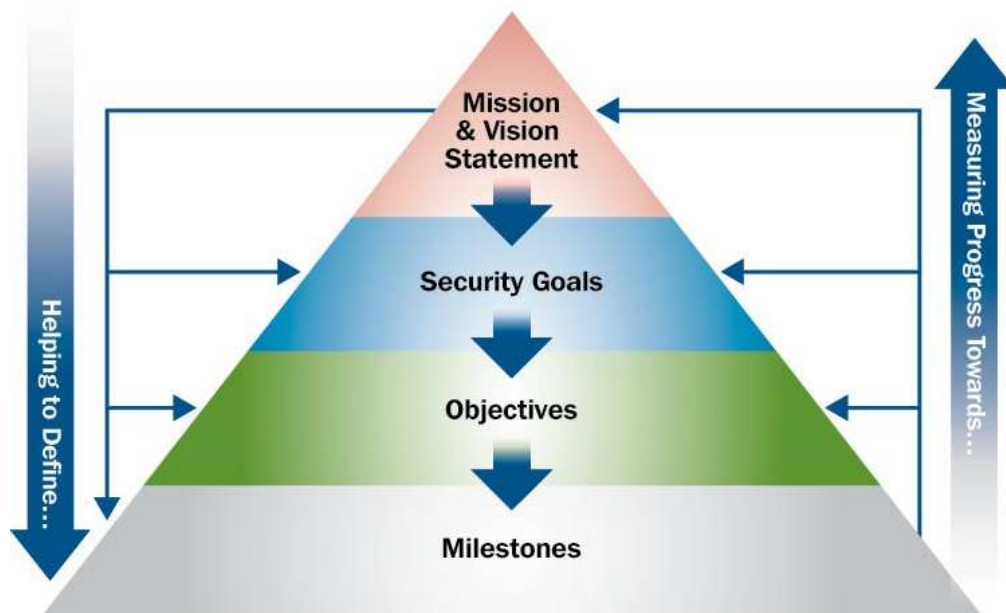 Mission
& Vision
Statement
Security Goals
Objectives
Milestones
Helping to Define...
Measuring Progress Towards...